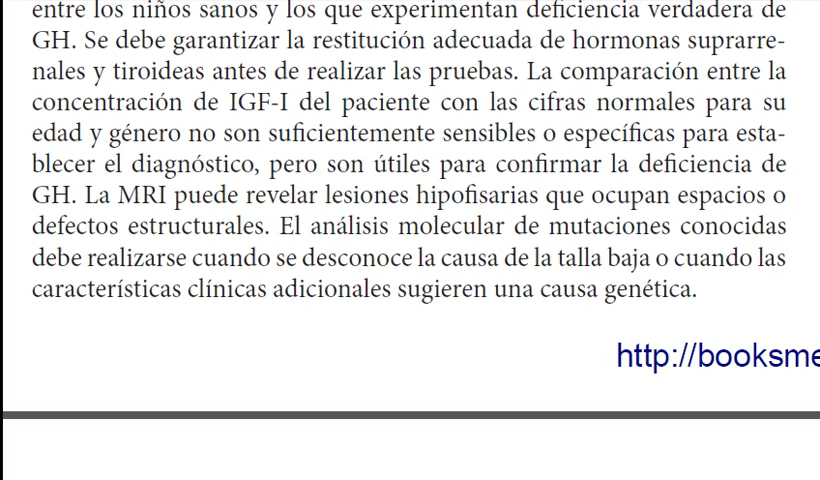 entre los niños sanos y los que experimentan deficiencia verdadera de
GH. Se debe garantizar la restitución adecuada de hormonas suprarre-
nales y tiroideas antes de realizar las pruebas. La comparación entre la
concentración de IGF-I del paciente con las cifras normales para su
edad y género no son suficientemente sensibles o específicas para esta-
blecer el diagnóstico, pero son útiles para confirmar la deficiencia de
GH. La MRI puede revelar lesiones hipofisarias que ocupan espacios o
defectos estructurales. El análisis molecular de mutaciones conocidas
debe realizarse cuando se desconoce la causa de la talla baja o cuando las
características clínicas adicionales sugieren una causa genética.
http://booksme